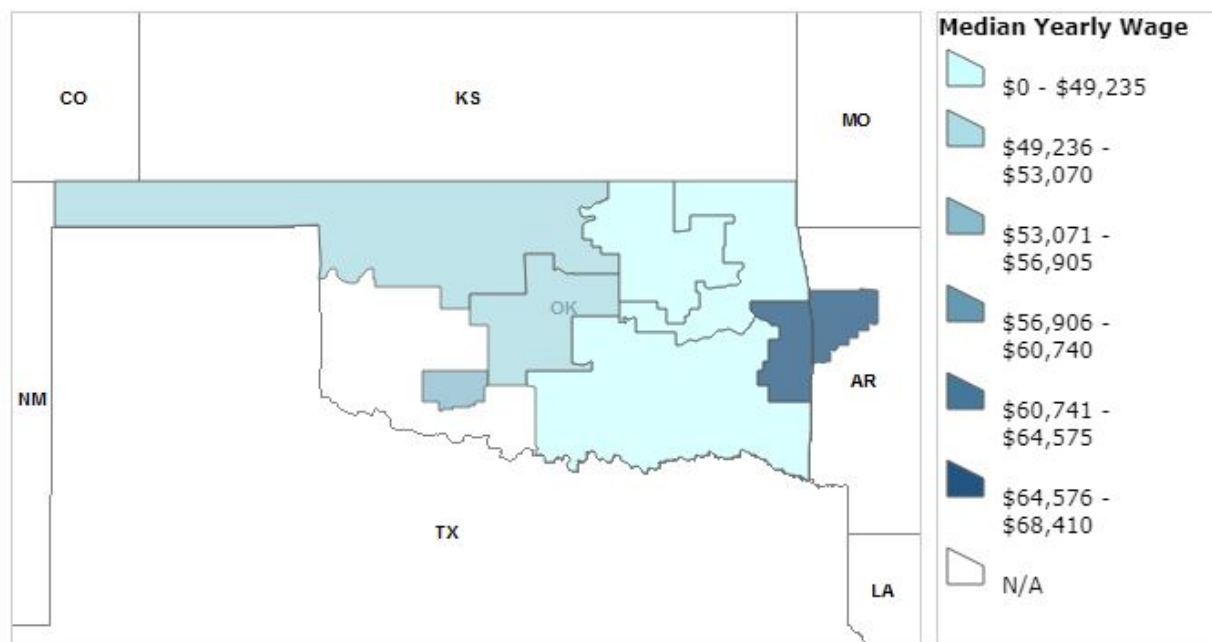 CO
KS
MO
OK
NM
AR
TX
LA
Median Yearly Wage
$0 - $49,235
$49,236 -
$53,070
$53,071 -
$56,905
$56,906 -
$60,740
$60,741 -
$64,575
$64,576 -
$68,410
N/A